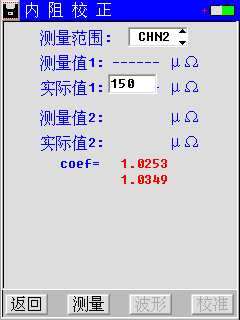 内阻校正
测量范围: CHN2
测量值1: ------ μΩ
实际值1: 150 μΩ
测量值2: μΩ
实际值2: μΩ
coef= 1.0253
1.0349
返回 测量 波形 校准